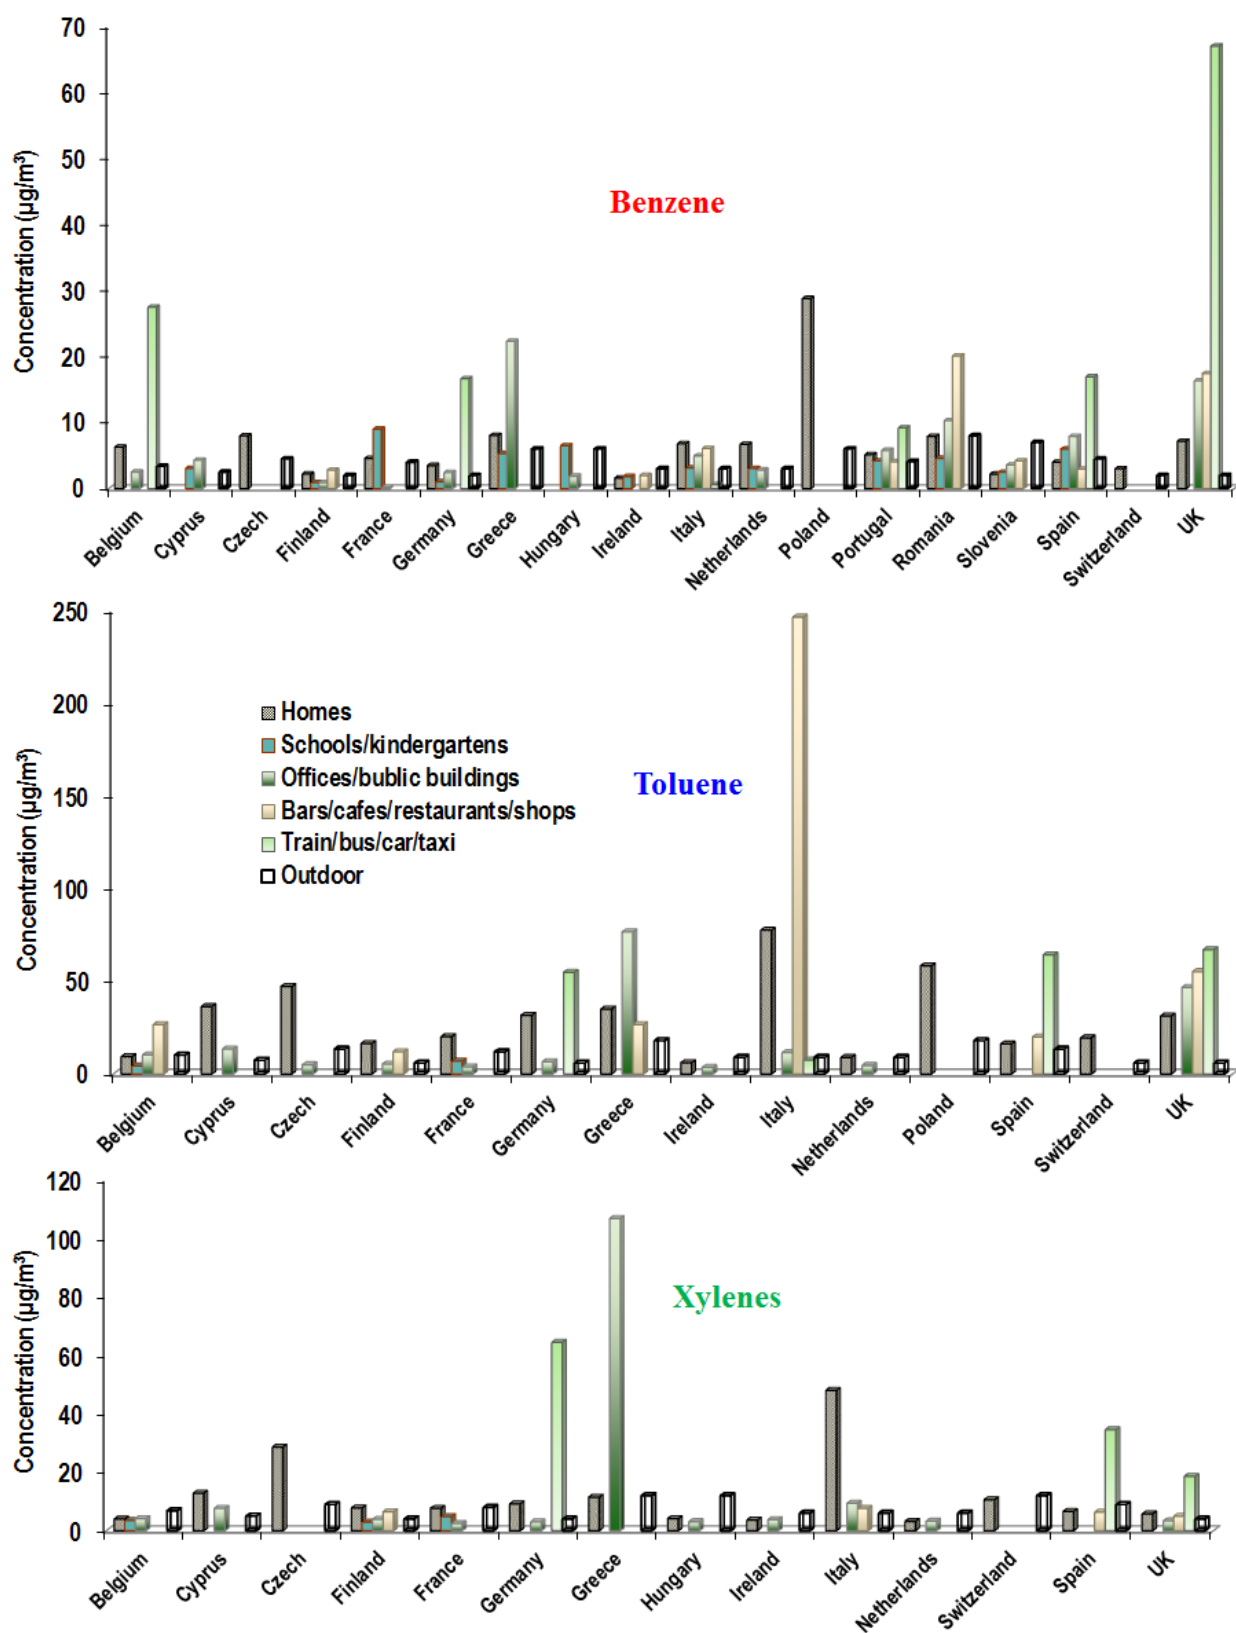 70
60
50
40
30
20
10
0
Concentration (µg/m³)
Benzene
Belgium
Cyprus
Czech
Finland
France
Germany
Greece
Hungary
Ireland
Italy
Netherlands
Poland
Portugal
Romania
Slovenia
Spain
Switzerland
UK
250
200
150
100
50
0
Concentration (µg/m³)
Homes
Schools/kindergartens
Offices/bublic buildings
Bars/cafes/restaurants/shops
Train/bus/car/taxi
Outdoor
Toluene
Belgium
Cyprus
Czech
Finland
France
Germany
Greece
Ireland
Italy
Netherlands
Poland
Spain
Switzerland
UK
120
100
80
60
40
20
0
Concentration (µg/m³)
Xylenes
Belgium
Cyprus
Czech
Finland
France
Germany
Greece
Hungary
Ireland
Italy
Netherlands
Switzerland
Spain
UK